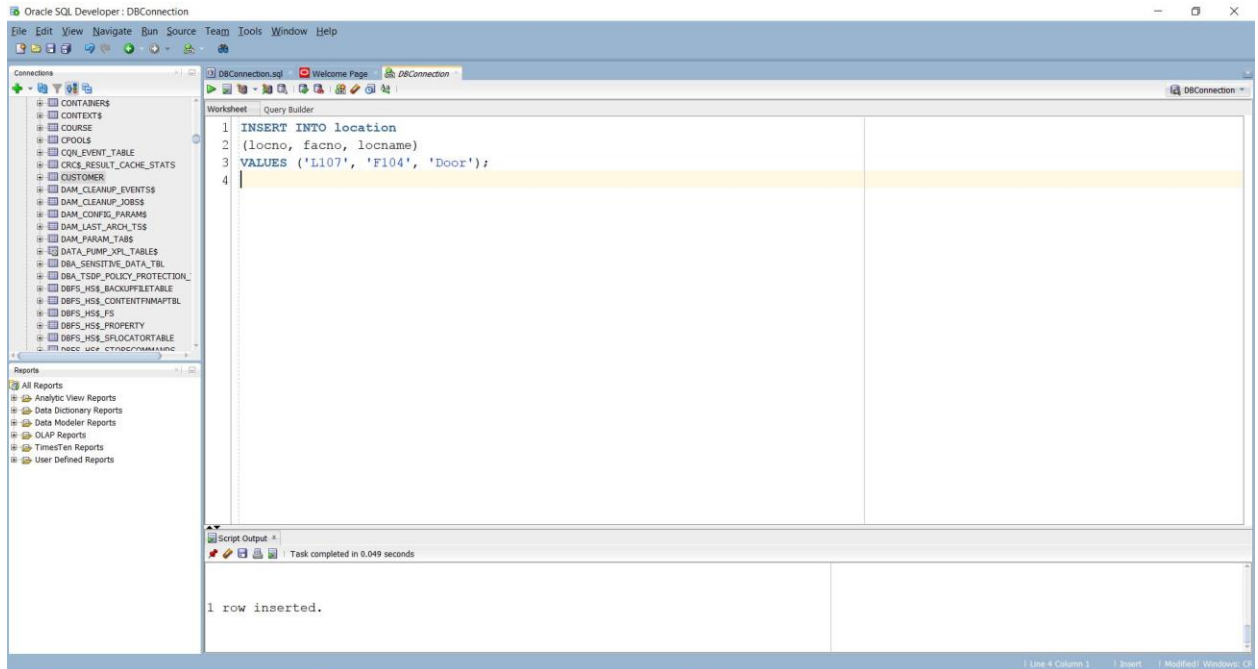 Oracle SQL Developer : DBConnection
File Edit View Navigate Run Source Team Tools Window Help
Connections
CONTAINER$
CONTEXT$
COURSE
CPOOL$
CQN_EVENT_TABLE
CRC$_RESULT_CACHE_STATS
CUSTOMER
DAM_CLEANUP_EVENTS$
DAM_CLEANUP_JOBS$
DAM_CONFIG_PARAM$
DAM_LAST_ARCH_TS$
DAM_PARAM_TAB$
DATA_PUMP_XPL_TABLE$
DBA_SENSITIVE_DATA_TBL
DBA_TSDP_POLICY_PROTECTION_
DBFS_HS$_BACKUPFILETABLE
DBFS_HS$_CONTENTFNMAPTBL
DBFS_HS$_FS
DBFS_HS$_PROPERTY
DBFS_HS$_SFLOCATORTABLE
DBFS_HS$_STORECOMMANDS
Reports
All Reports
Analytic View Reports
Data Dictionary Reports
Data Modeler Reports
OLAP Reports
TimesTen Reports
User Defined Reports
DBConnection.sql Welcome Page DBConnection
DBConnection
Worksheet Query Builder
1 INSERT INTO location
2 (locno, facno, locname)
3 VALUES ('L107', 'F104', 'Door');
4
Script Output
Task completed in 0.049 seconds
1 row inserted.
Line 4 Column 1 Insert Modified Windows: CR